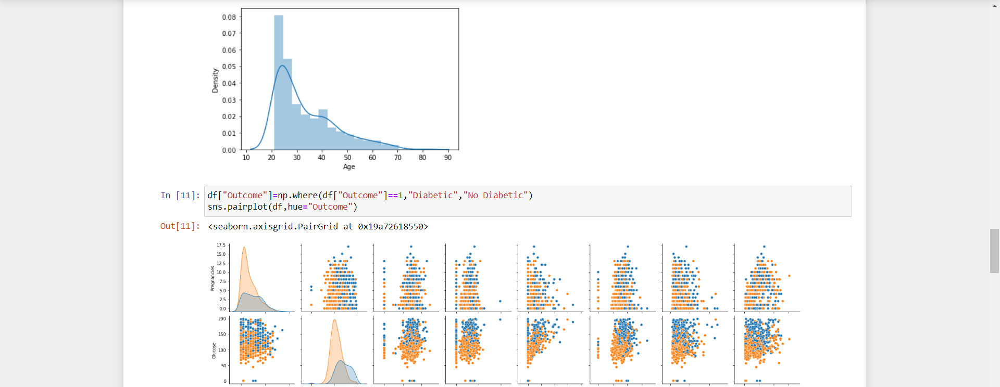 0.08
0.07
0.06
0.05
0.04
0.03
0.02
0.01
0.00
Density
10 20 30 40 50 60 70 80 90
Age
In [11]: df["Outcome"]=np.where(df["Outcome"]==1,"Diabetic","No Diabetic")
sns.pairplot(df,hue="Outcome")
Out[11]: <seaborn.axisgrid.PairGrid at 0x19a72618550>
17.5
15.0
12.5
10.0
7.5
5.0
2.5
0.0
Pregnancies
200
150
100
50
0
Glucose